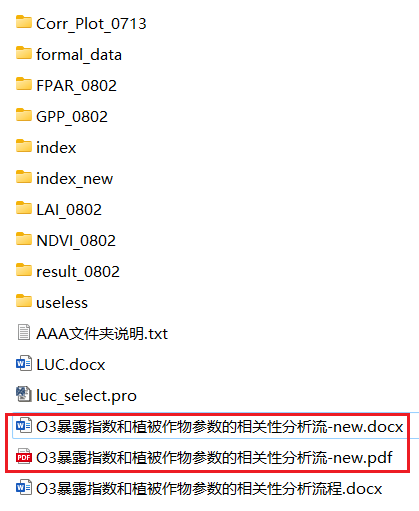 Corr_Plot_0713
formal_data
FPAR_0802
GPP_0802
index
index_new
LAI_0802
NDVI_0802
result_0802
useless
AAA文件夹说明.txt
LUC.docx
luc_select.pro
O3暴露指数和植被作物参数的相关性分析流-new.docx
O3暴露指数和植被作物参数的相关性分析流-new.pdf
O3暴露指数和植被作物参数的相关性分析流程.docx